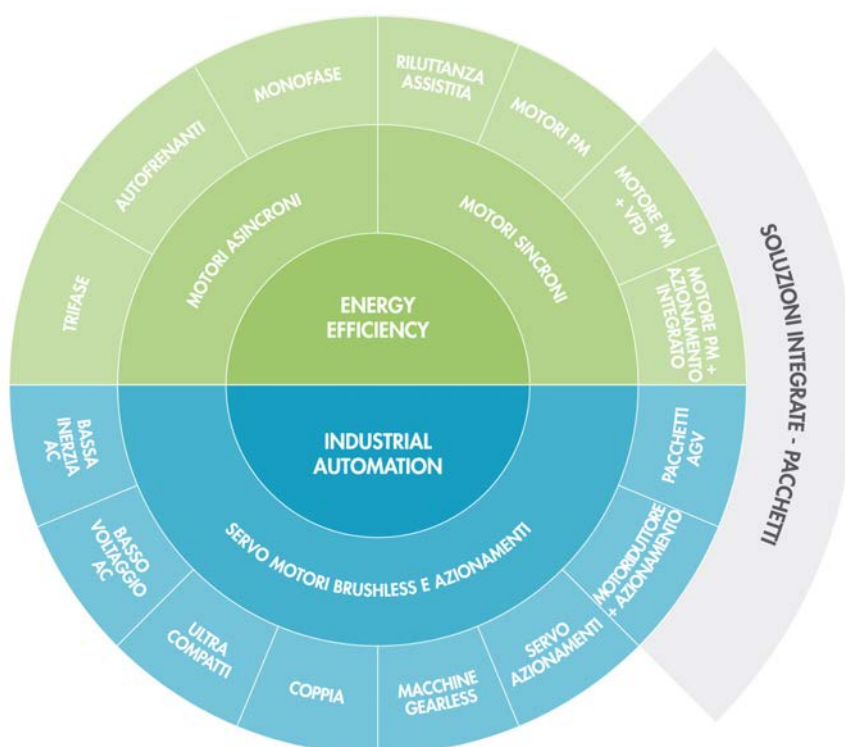 TRIFASE
AUTOFRENANTI
MONOFASE
RILUTTANZA
ASSISTITA
MOTORI PM
MOTORE PM
+ VFD
MOTORE PM +
AZIONAMENTO
INTEGRATO
MOTORI ASINCRONI
MOTORI SINCRONI
ENERGY
EFFICIENCY
INDUSTRIAL
AUTOMATION
SERVO MOTORI BRUSHLESS E AZIONAMENTI
BASSA
INERZIA
AC
BASSO
VOLTAGGIO
AC
ULTRA
COMPATTI
COPPIA
MACCHINE
GEARLESS
SERVO
AZIONAMENTI
MOTORIDUTORE
+ AZIONAMENTO
PACCHETTI
AGV
SOLUZIONI INTEGRATE - PACCHETTI